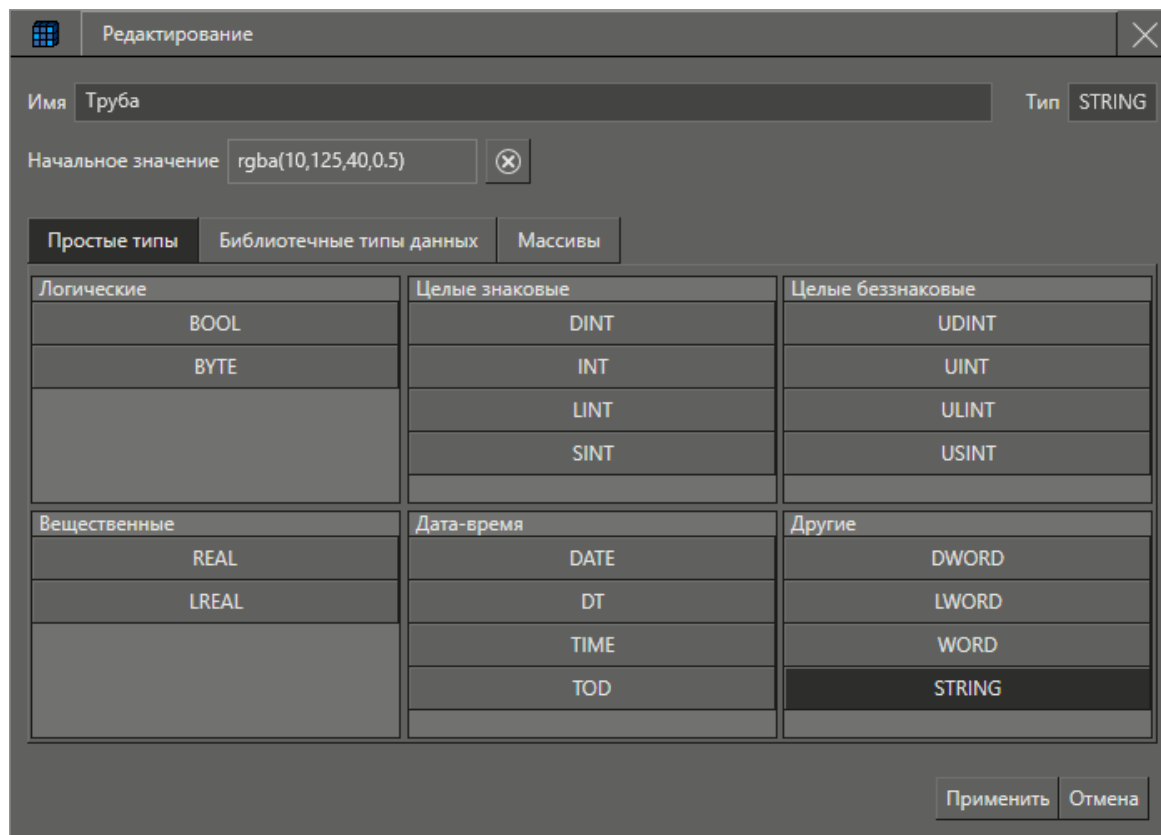 Редактирование
Имя Труба Тип STRING
Начальное значение rgba(10,125,40,0.5)
Простые типы Библиотечные типы данных Массивы
Логические Целые знаковые Целые беззнаковые
BOOL DINT UDINT
BYTE INT UINT
LINT ULINT
SINT USINT
Вещественные Дата-время Другие
REAL DATE DWORD
LREAL DT LWORD
TIME WORD
TOD STRING
Применить Отмена